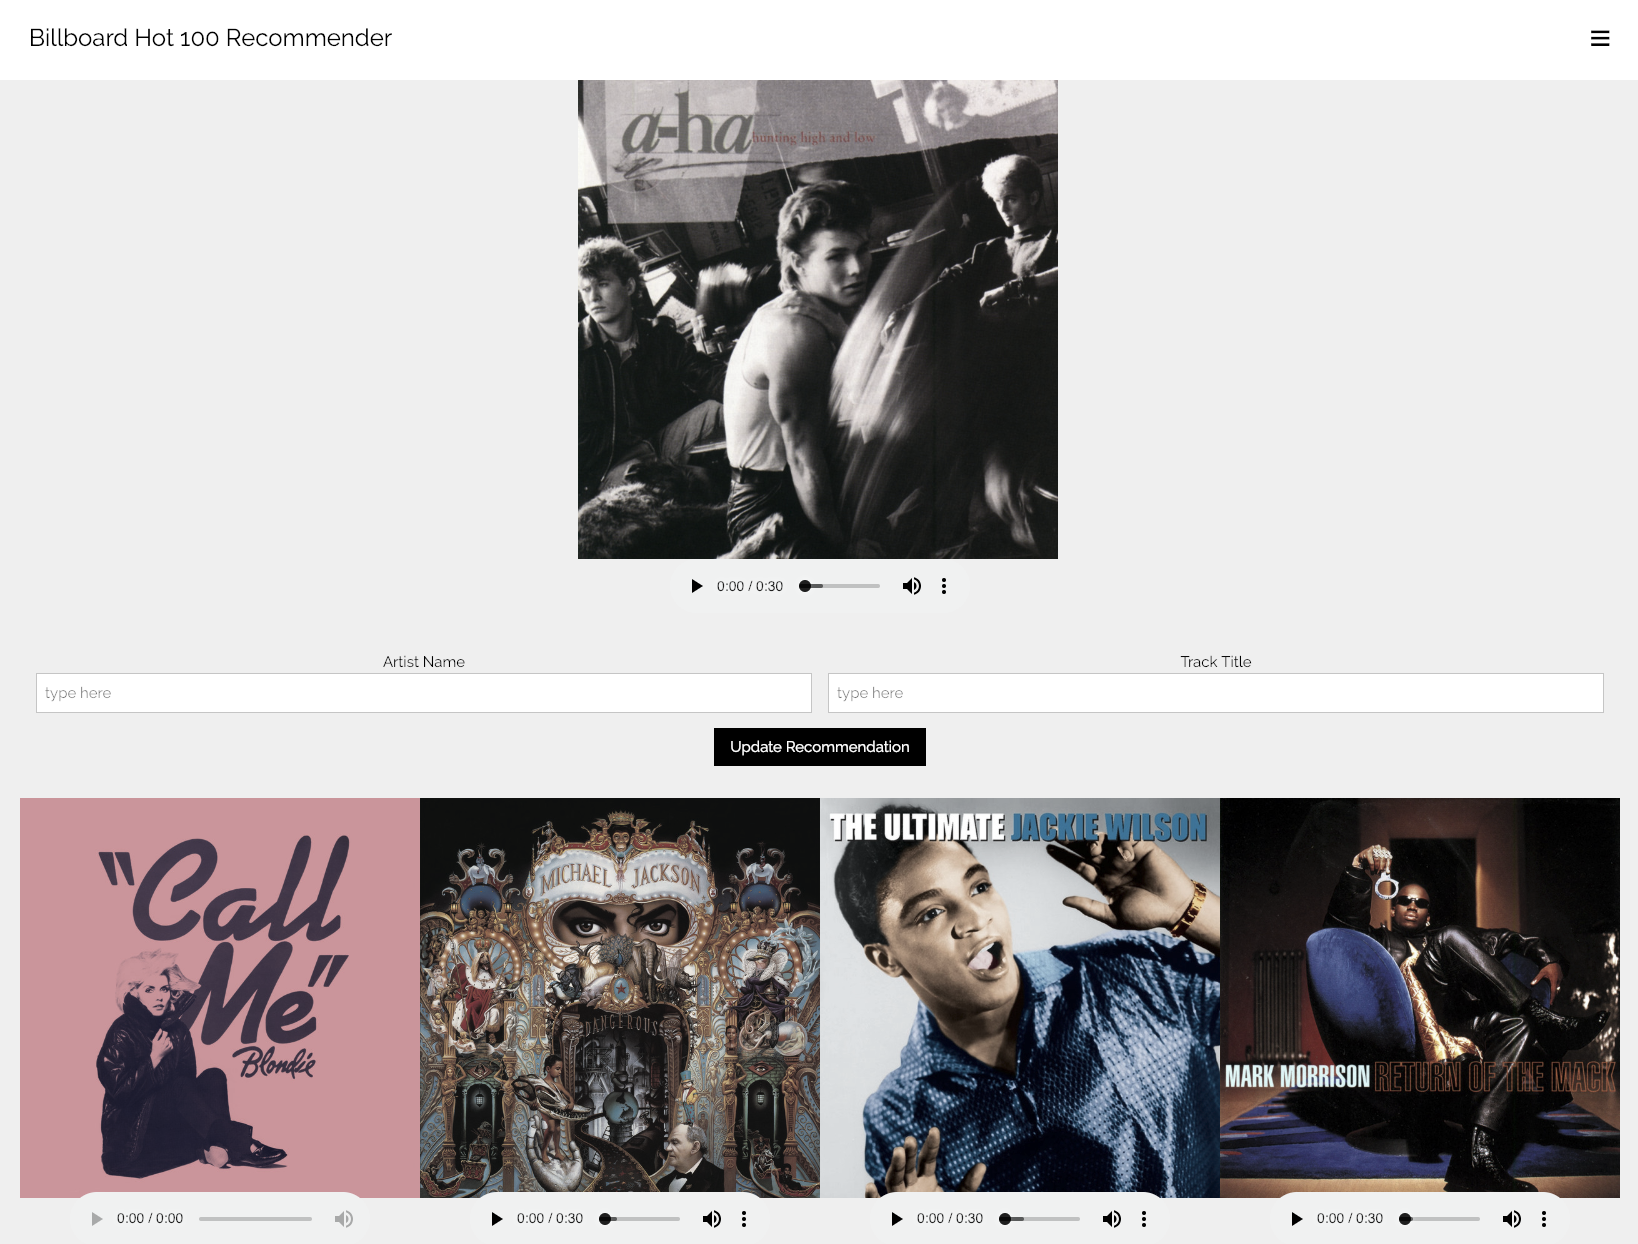 Billboard Hot 100 Recommender
a-ha
hunting high and low
0:00 / 0:30
Artist Name
Track Title
type here
type here
Update Recommendation
"Call
Me"
Blondie
MICHAEL JACKSON
DANGEROUS
THE ULTIMATE JACKIE WILSON
MARK MORRISON RETURN OF THE MACK
0:00 / 0:00
0:00 / 0:30
0:00 / 0:30
0:00 / 0:30